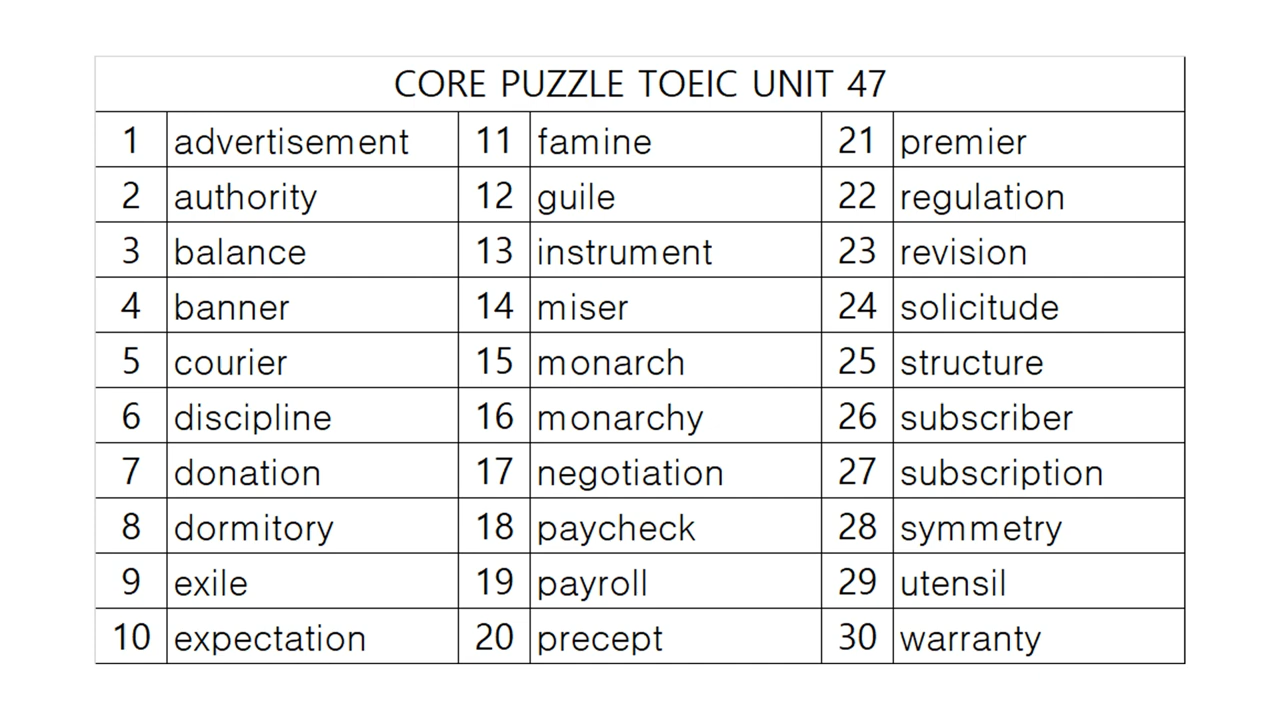 CORE PUZZLE TOEIC UNIT 47
1 advertisement 11 famine 21 premier
2 authority 12 guile 22 regulation
3 balance 13 instrument 23 revision
4 banner 14 miser 24 solicitude
5 courier 15 monarch 25 structure
6 discipline 16 monarchy 26 subscriber
7 donation 17 negotiation 27 subscription
8 dormitory 18 paycheck 28 symmetry
9 exile 19 payroll 29 utensil
10 expectation 20 precept 30 warranty